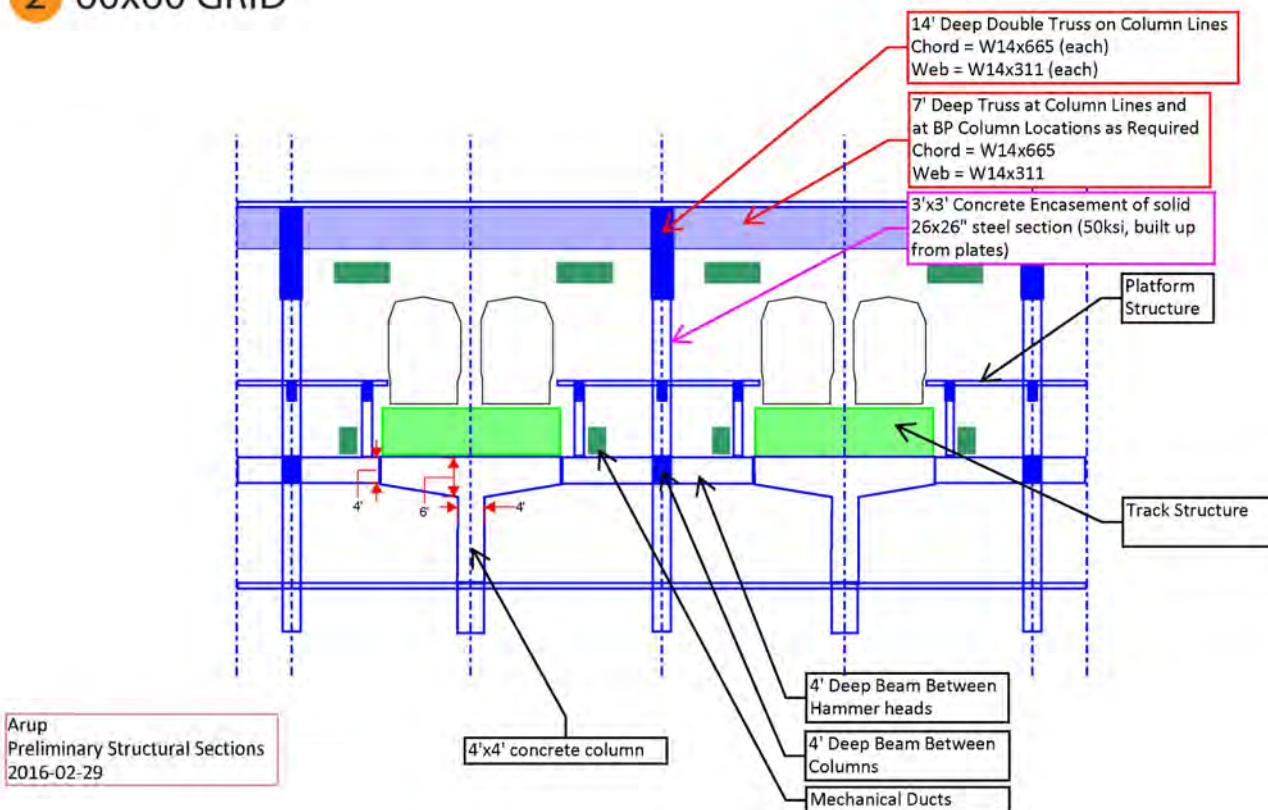 2 60x60 GRID
14' Deep Double Truss on Column Lines
Chord = W14x665 (each)
Web = W14x311 (each)
7' Deep Truss at Column Lines and
at BP Column Locations as Required
Chord = W14x665
Web = W14x311
3'x3' Concrete Encasement of solid
26x26" steel section (50ksi, built up
from plates)
Platform
Structure
4'
6'
4'
Track Structure
4' Deep Beam Between
Hammer heads
4'x4' concrete column
4' Deep Beam Between
Columns
Mechanical Ducts
Arup
Preliminary Structural Sections
2016-02-29